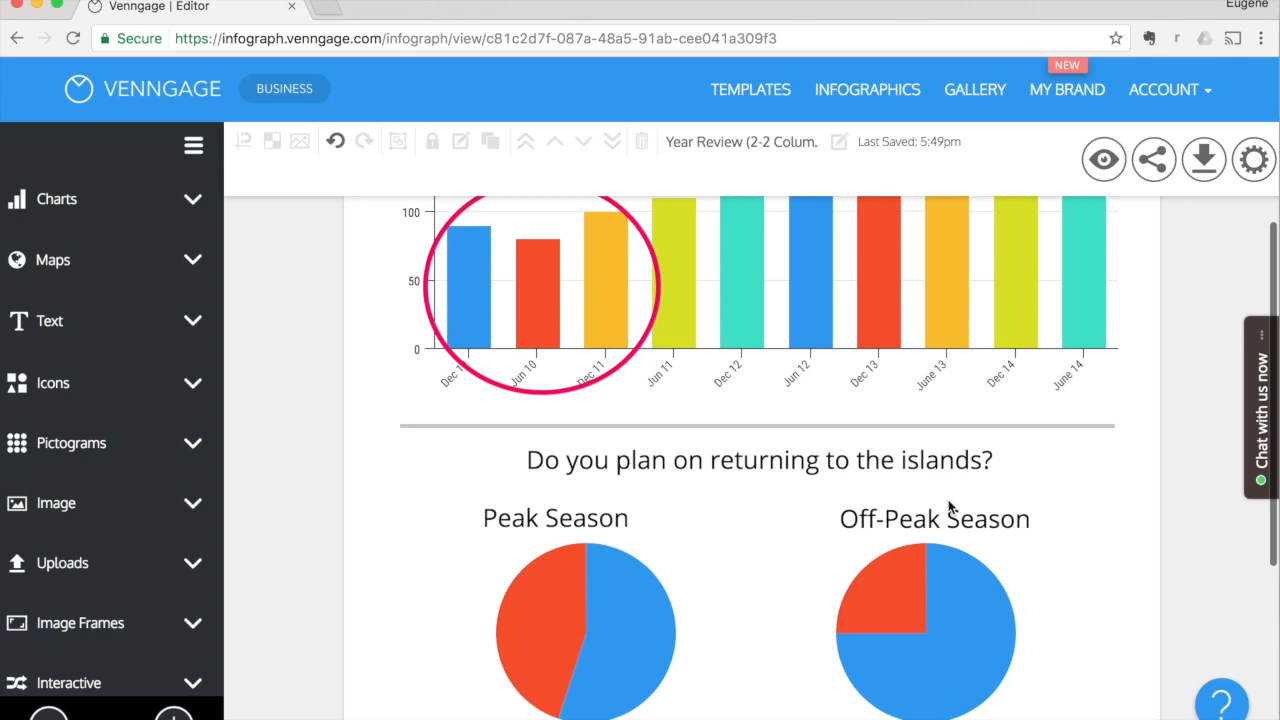 Venngage | Editor
Eugene
Secure https://infograph.venngage.com/infograph/view/c81c2d7f-087a-48a5-91ab-cee041a309f3
NEW
VENNGAGE BUSINESS TEMPLATES INFOGRAPHICS GALLERY MY BRAND ACCOUNT
Year Review (2-2 Colum.. Last Saved: 5:49pm
Charts
Maps
Text
Icons
Pictograms
Image
Uploads
Image Frames
Interactive
100
50
0
Dec 1
Jun 10
Dec 11
Jun 11
Dec 12
Jun 12
Dec 13
June 13
Dec 14
June 14
Do you plan on returning to the islands?
Peak Season
Off-Peak Season
Chat with us now
?